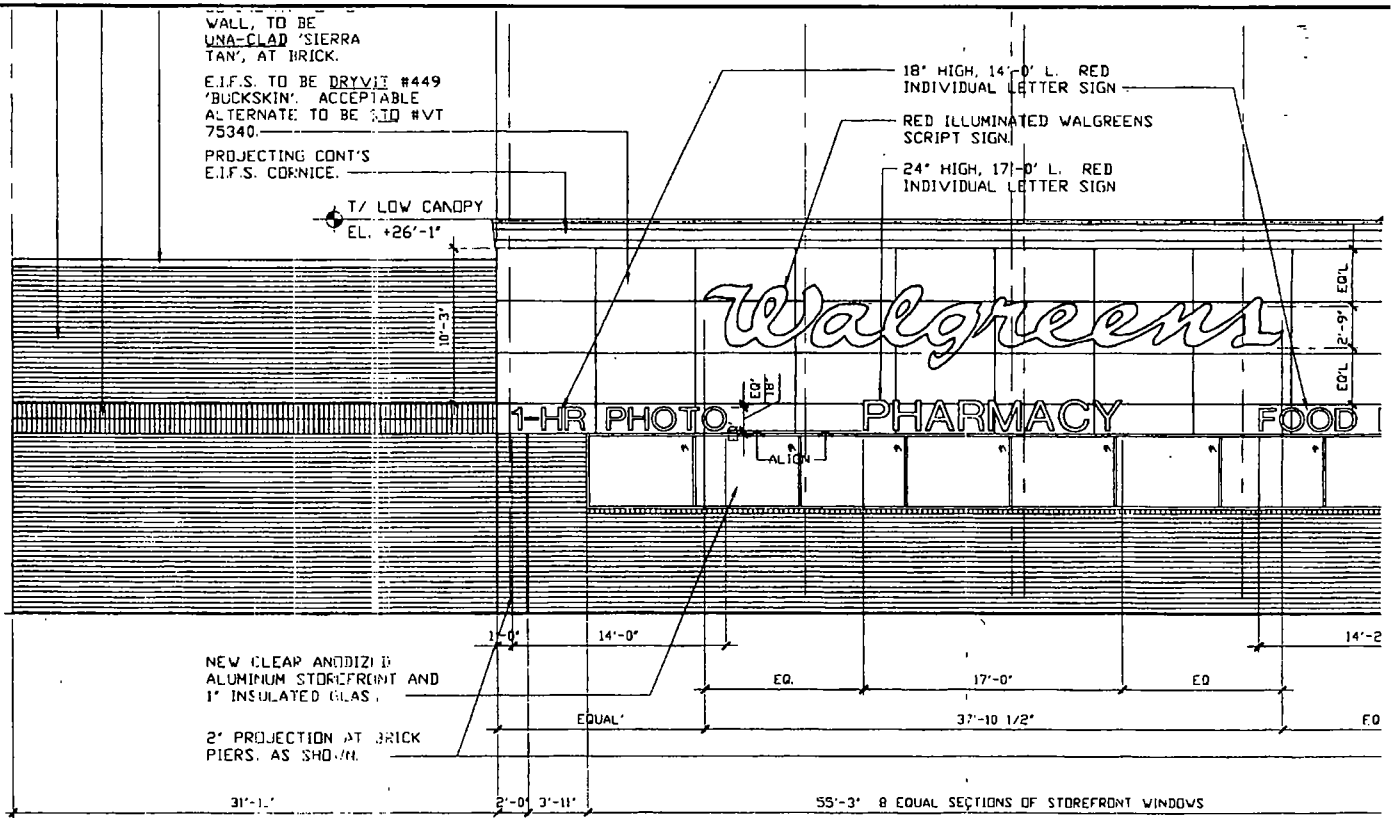 WALL, TO BE
UNA-CLAD 'SIERRA
TAN', AT BRICK.
E.I.F.S. TO BE DRYVIT #449
'BUCKSKIN'. ACCEPTABLE
ALTERNATE TO BE STO #VT
75340.
PROJECTING CONT'S
E.I.F.S. CORNICE.
T/ LOW CANOPY
EL. +26'-1"
18" HIGH, 14'-0" L. RED
INDIVIDUAL LETTER SIGN
RED ILLUMINATED WALGREENS
SCRIPT SIGN.
24" HIGH, 17'-0" L. RED
INDIVIDUAL LETTER SIGN
10'-3"
EQ'L
2'-9"
EQ'L
Walgreens
EQ'
18"
EQ'
1-HR PHOTO
PHARMACY
FOOD
ALIGN
1'-0"
14'-0"
14'-2
NEW CLEAR ANODIZED
ALUMINUM STOREFRONT AND
1" INSULATED GLAS
EQ.
17'-0"
EQ
EQUAL'
37'-10 1/2"
EQ
2" PROJECTION AT BRICK
PIERS. AS SHOWN.
2'-0" 3'-11"
55'-3" 8 EQUAL SECTIONS OF STOREFRONT WINDOWS